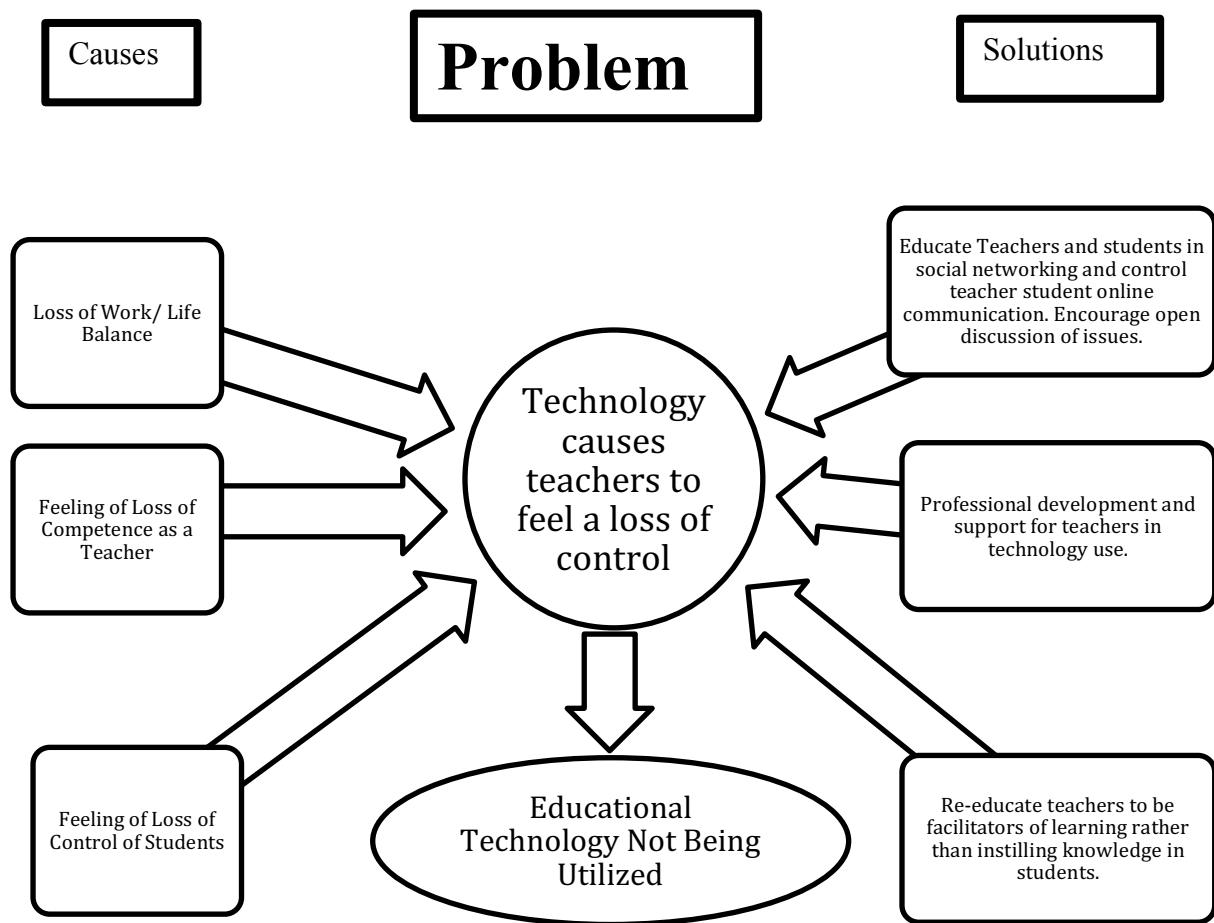 Causes
Problem
Solutions
Loss of Work/ Life
Balance
Feeling of Loss of
Competence as a
Teacher
Feeling of Loss of
Control of Students
Technology
causes
teachers to
feel a loss of
control
Educational
Technology Not Being
Utilized
Educate Teachers and students in
social networking and control
teacher student online
communication. Encourage open
discussion of issues.
Professional development and
support for teachers in
technology use.
Re-educate teachers to be
facilitators of learning rather
than instilling knowledge in
students.